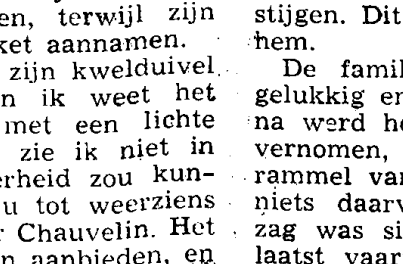 en, terwijl zijn
ket aannamen.
zijn kwelduivel
n ik weet het
met een lichte
zie ik niet in
erheid zou kun-
u tot weerziens
r Chauvelin. Het
n aanbieden, en
stijgen. Dit
hem.
De famil
gelukkig en
na werd he
vernomen,
rammel van
niets daarv
zag was si
laatst vaar